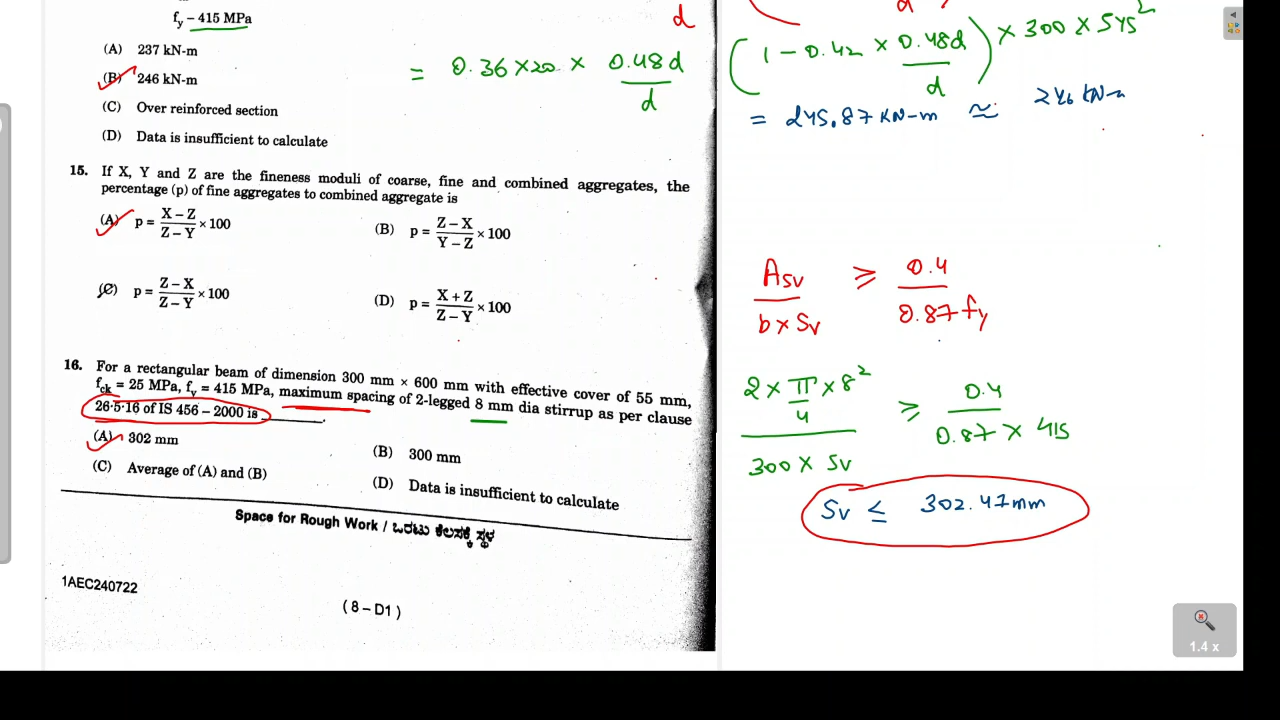 fy – 415 MPa
(A) 237 kN-m
(B) 246 kN-m
(C) Over reinforced section
(D) Data is insufficient to calculate
= 0.36 × 20 × 0.48d / d
d
d
(1 – 0.42 × 0.48d / d) × 300 × 545²
= 245.87 KN-m ≈ 246 KN-m
15. If X, Y and Z are the fineness moduli of coarse, fine and combined aggregates, the
percentage (p) of fine aggregates to combined aggregate is
(A) p = X – Z / Z – Y × 100
(B) p = Z – X / Y – Z × 100
(C) p = Z – X / Z – Y × 100
(D) p = X + Z / Z – Y × 100
16. For a rectangular beam of dimension 300 mm × 600 mm with effective cover of 55 mm,
fck = 25 MPa, fy = 415 MPa, maximum spacing of 2-legged 8 mm dia stirrup as per clause
26·5·16 of IS 456 – 2000 is
(A) 302 mm
(B) 300 mm
(C) Average of (A) and (B)
(D) Data is insufficient to calculate
Space for Rough Work / ಒರಟು ಕೆಲಸಕ್ಕೆ ಸ್ಥಳ
1AEC240722
( 8 – D1 )
Asv / b × Sv ≥ 0.4 / 0.87 fy
2 × π/4 × 8² / 300 × Sv ≥ 0.4 / 0.87 × 415
Sv ≤ 302.47mm
1.4 x